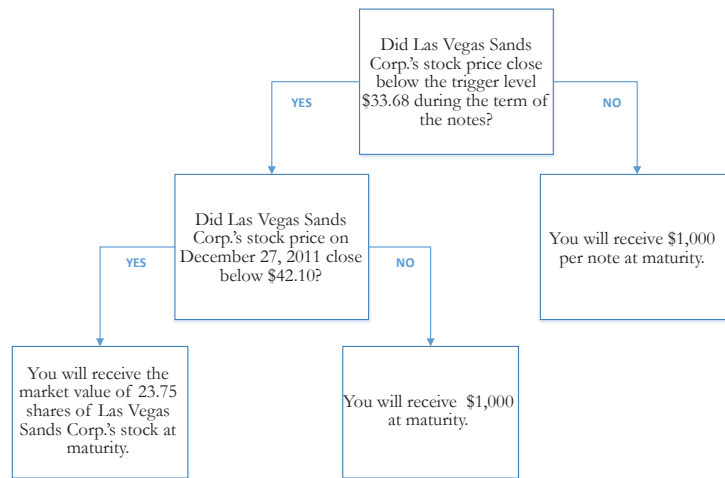 Did Las Vegas Sands
Corp.'s stock price close
below the trigger level
$33.68 during the term of
the notes?
YES
NO
Did Las Vegas Sands
Corp.'s stock price on
December 27, 2011 close
below $42.10?
You will receive $1,000
per note at maturity.
YES
NO
You will receive the
market value of 23.75
shares of Las Vegas
Sands Corp.'s stock at
maturity.
You will receive $1,000
at maturity.